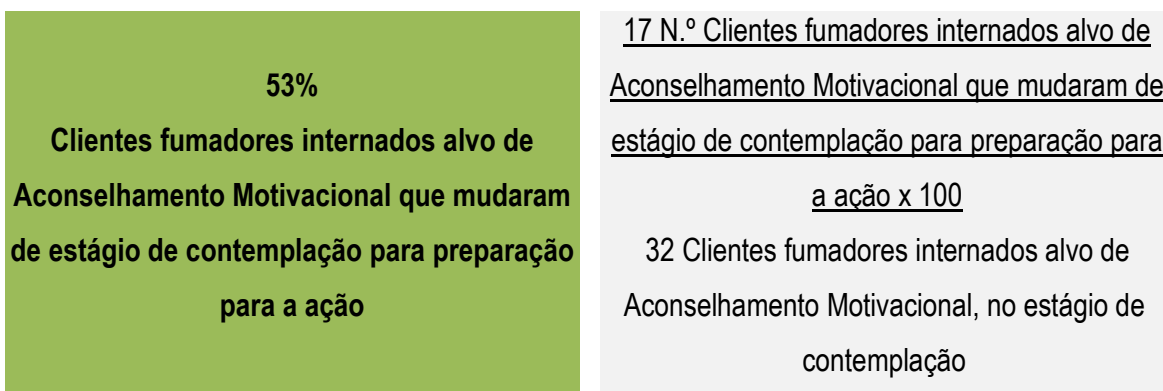 53%
Clientes fumadores internados alvo de
Aconselhamento Motivacional que mudaram
de estágio de contemplação para preparação
para a ação
17 N.º Clientes fumadores internados alvo de
Aconselhamento Motivacional que mudaram de
estágio de contemplação para preparação para
a ação x 100
32 Clientes fumadores internados alvo de
Aconselhamento Motivacional, no estágio de
contemplação